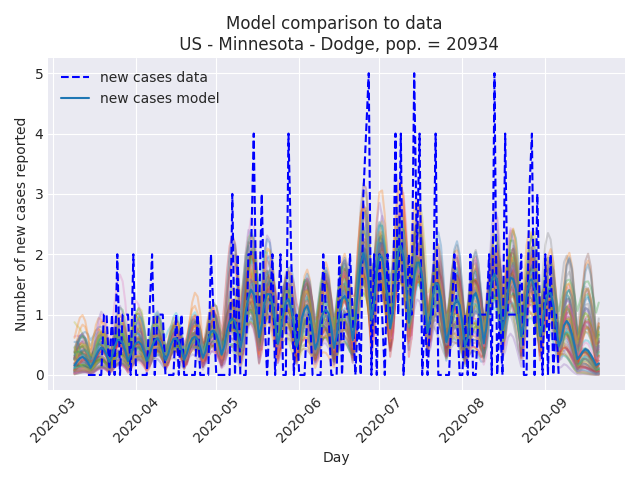 Model comparison to data
US - Minnesota - Dodge, pop. = 20934
new cases data
new cases model
Number of new cases reported
5
4
3
2
1
0
2020-03
2020-04
2020-05
2020-06
2020-07
2020-08
2020-09
Day